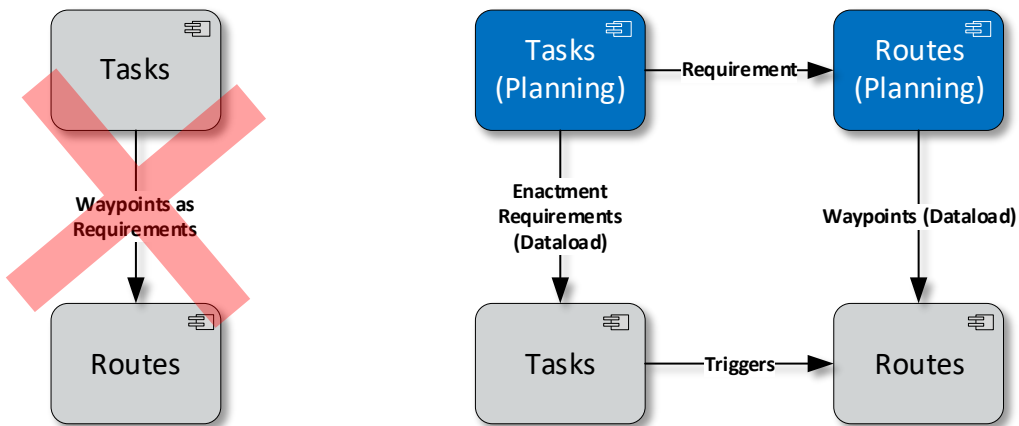 Tasks
Waypoints as
Requirements
Routes
Tasks
(Planning)
Requirement
Routes
(Planning)
Enactment
Requirements
(Dataload)
Waypoints (Dataload)
Tasks
Triggers
Routes